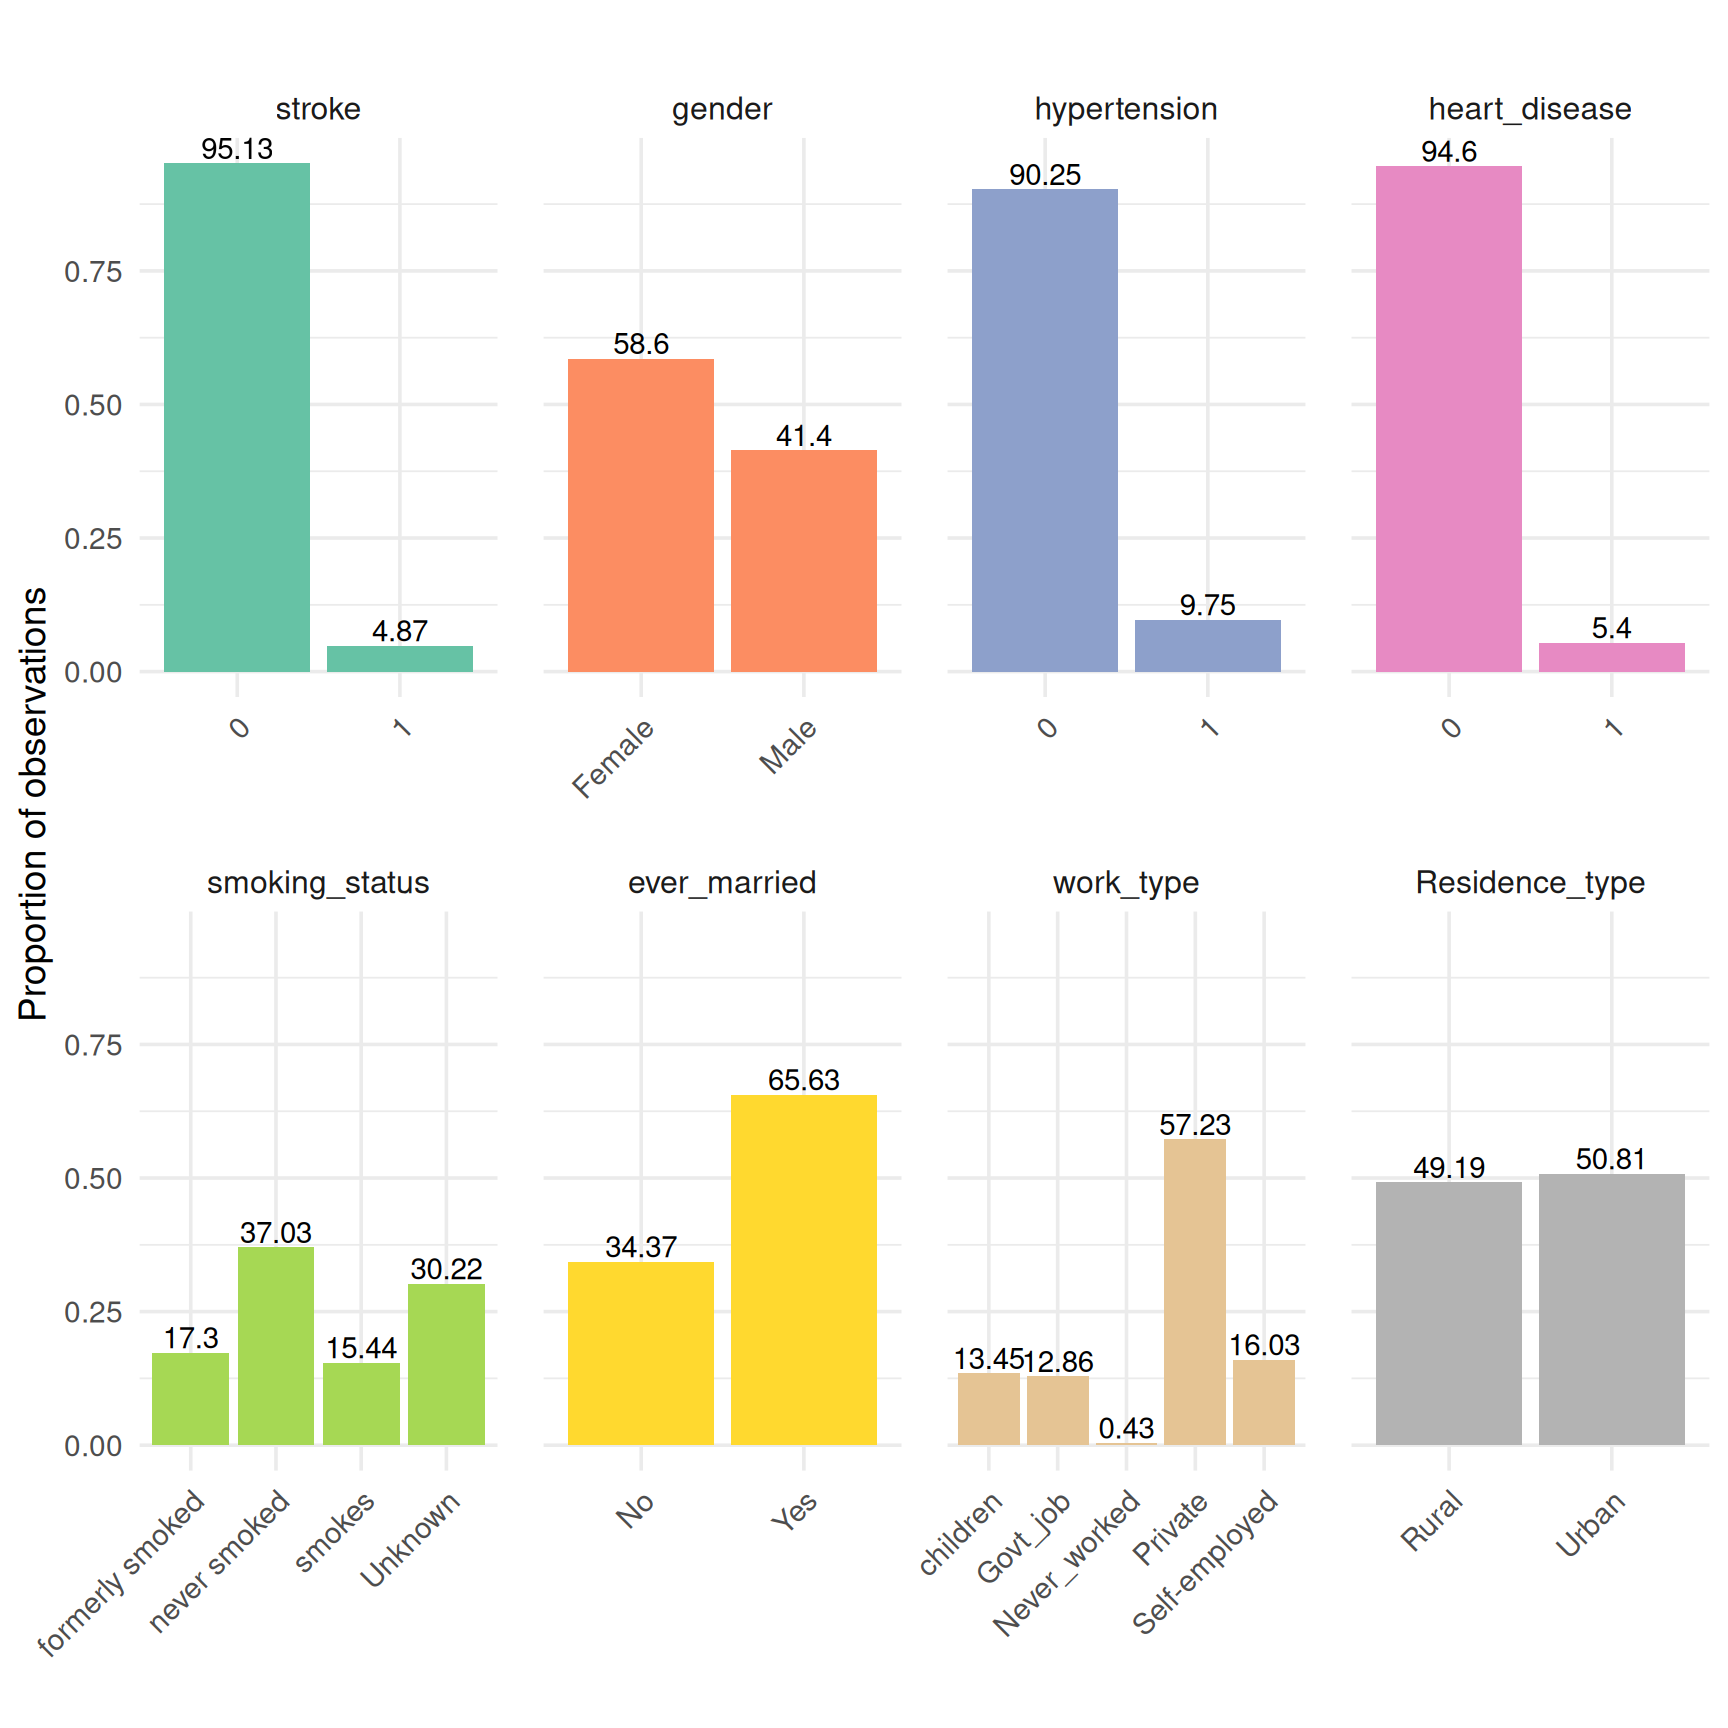 stroke
gender
hypertension
heart_disease
95.13
4.87
58.6
41.4
90.25
9.75
94.6
5.4
0.75
0.50
0.25
0.00
0
1
Female
Male
0
1
0
1
Proportion of observations
smoking_status
ever_married
work_type
Residence_type
17.3
37.03
15.44
30.22
34.37
65.63
13.45
12.86
0.43
57.23
16.03
49.19
50.81
0.75
0.50
0.25
0.00
formerly smoked
never smoked
smokes
Unknown
No
Yes
children
Govt_job
Never_worked
Private
Self-employed
Rural
Urban